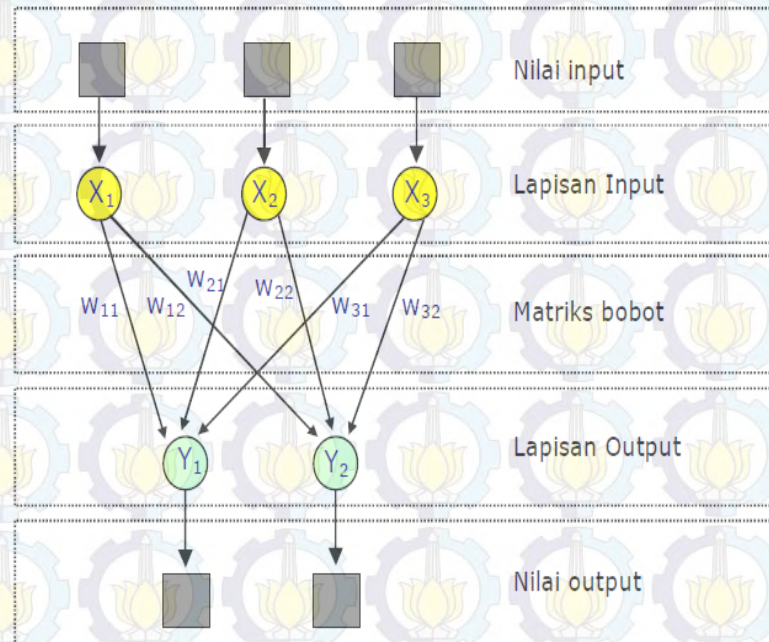 Nilai input
X₁ X₂ X₃
Lapisan Input
W₁₁ W₁₂ W₂₁ W₂₂ W₃₁ W₃₂
Matriks bobot
Y₁ Y₂
Lapisan Output
Nilai output